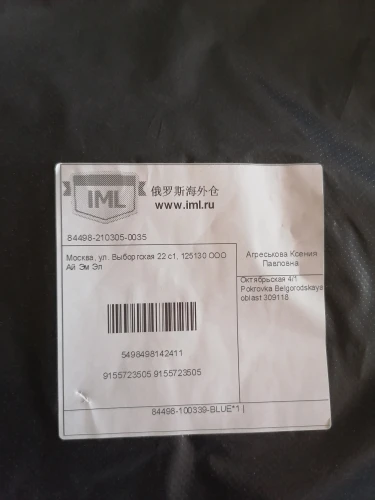 IML
俄罗斯海外仓
www.iml.ru
84498-210305-0035
Москва, ул. Выборгская 22 с1, 125130 ООО
Ай Эм Эл
Агреськова Ксения
Павловна
Октябрьская 4/1
Pokrovka Belgorodskaya
oblast 309118
5498498142411
9155723505 9155723505
84498-100339-BLUE*1 |